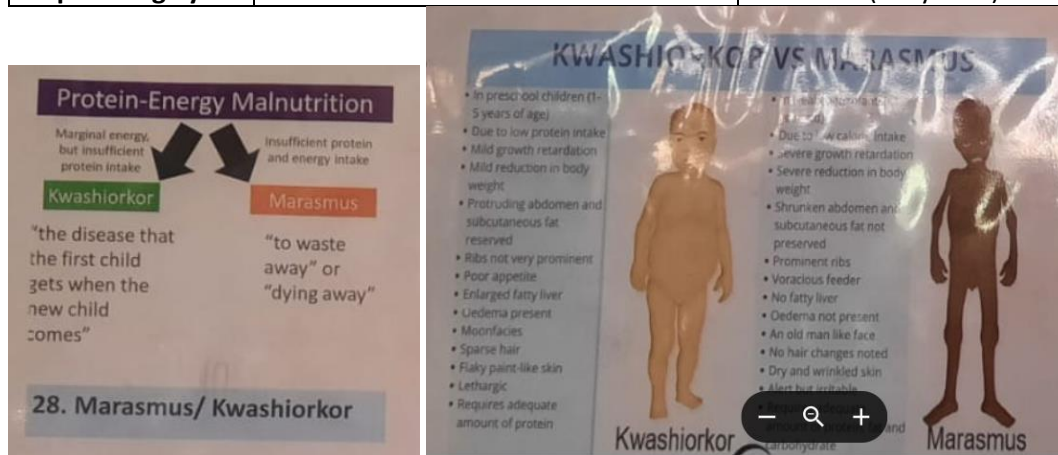 Protein-Energy Malnutrition
Marginal energy,
but insufficient
protein intake
Insufficient protein
and energy intake
Kwashiorkor
Marasmus
"the disease that
the first child
gets when the
new child
comes"
"to waste
away" or
"dying away"
28. Marasmus/ Kwashiorkor
VS MARASMUS
• In preschool children (1-
5 years of age)
• Due to low protein intake
• Mild growth retardation
• Mild reduction in body
weight
• Protruding abdomen and
subcutaneous fat
reserved
• Ribs not very prominent
• Poor appetite
• Enlarged fatty liver
• Oedema present
• Moonfacies
• Sparse hair
• Flaky paint-like skin
• Lethargic
• Requires adequate
amount of protein
Kwashiorkor
• Due to low calorie intake
• Severe growth retardation
• Severe reduction in body
weight
• Shrunken abdomen and
subcutaneous fat not
preserved
• Prominent ribs
• Voracious feeder
• No fatty liver
• Oedema not present
• An old man like face
• No hair changes noted
• Dry and wrinkled skin
• Alert but irritable
and
carbohydrate
Marasmus